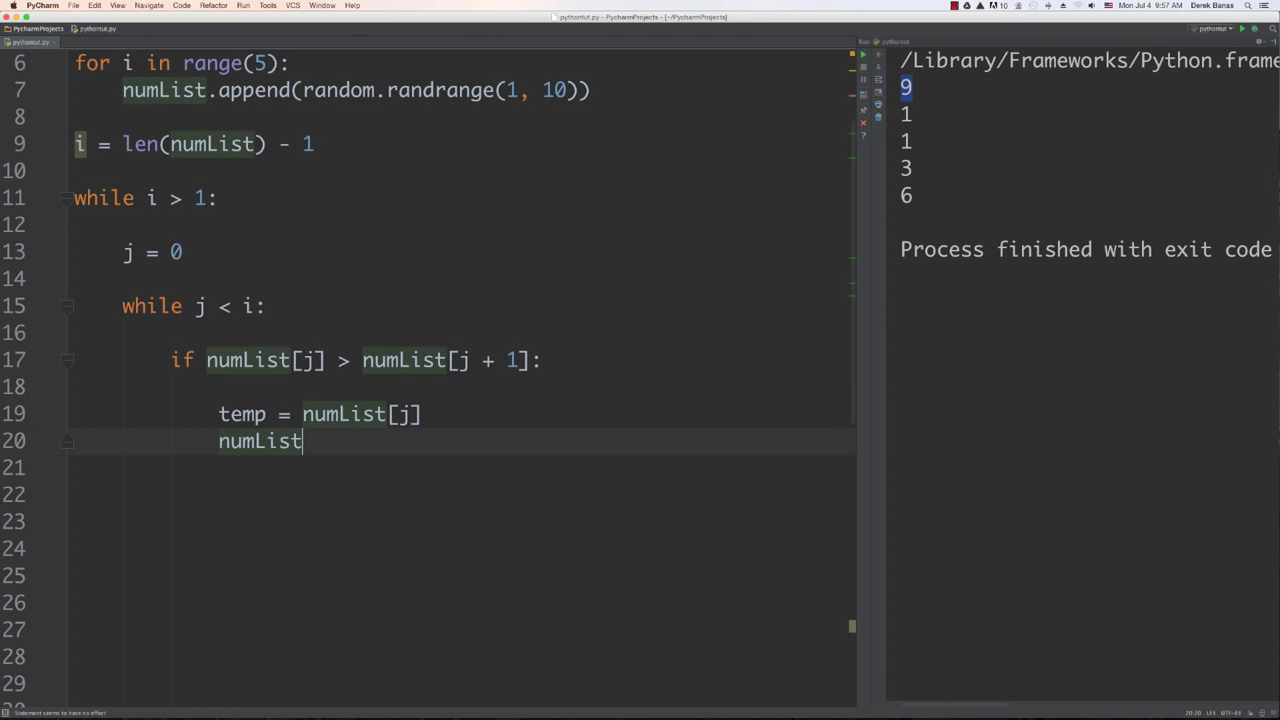 PyCharm File Edit View Navigate Code Refactor Run Tools VCS Window Help 10 Mon Jul 4 9:57 AM Derek Banas
pythontut.py - PycharmProjects - [~/PycharmProjects]
PycharmProjects pythontut.py pythontut
pythontut.py Run: pythontut
6 for i in range(5):
7 numList.append(random.randrange(1, 10))
8
9 i = len(numList) - 1
10
11 while i > 1:
12
13 j = 0
14
15 while j < i:
16
17 if numList[j] > numList[j + 1]:
18
19 temp = numList[j]
20 numList
21
22
23
24
25
26
27
28
29
/Library/Frameworks/Python.frame
9
1
1
3
6
Process finished with exit code
Statement seems to have no effect 20:20 LF‡ UTF-8‡